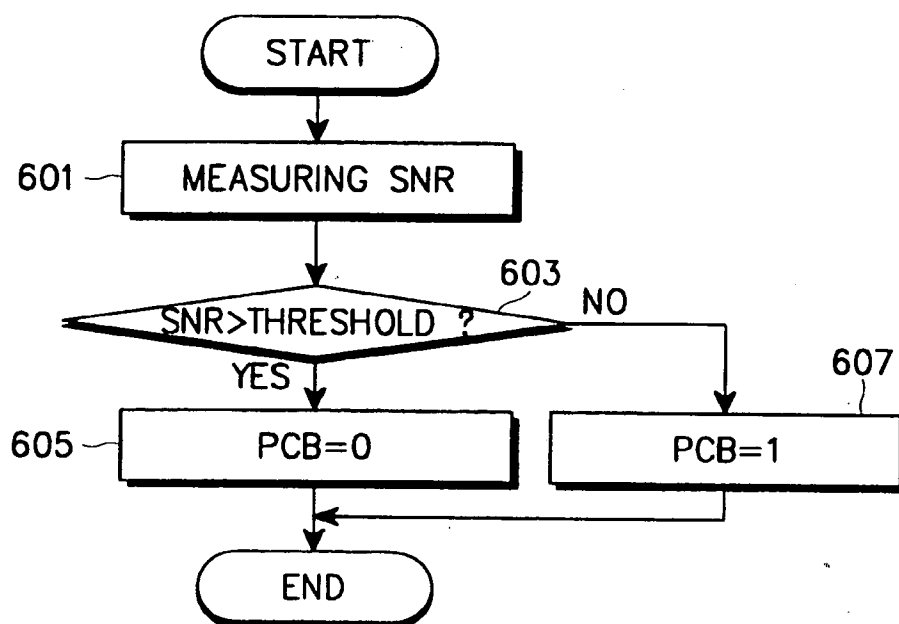 START
601
MEASURING SNR
603
SNR>THRESHOLD ?
NO
YES
607
605
PCB=0
PCB=1
END